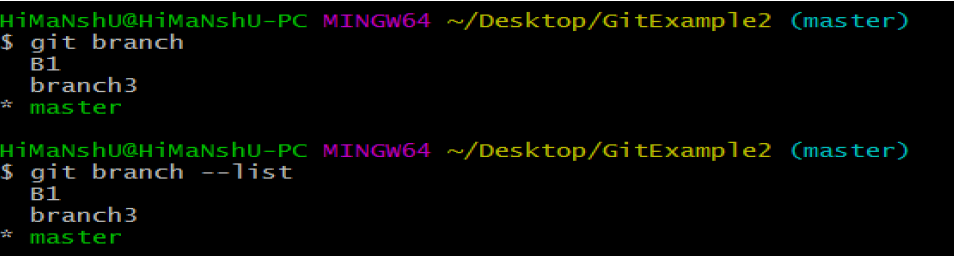 HiMaNshU@HiMaNshU-PC MINGW64 ~/Desktop/GitExample2 (master)
$ git branch
  B1
  branch3
* master
HiMaNshU@HiMaNshU-PC MINGW64 ~/Desktop/GitExample2 (master)
$ git branch --list
  B1
  branch3
* master